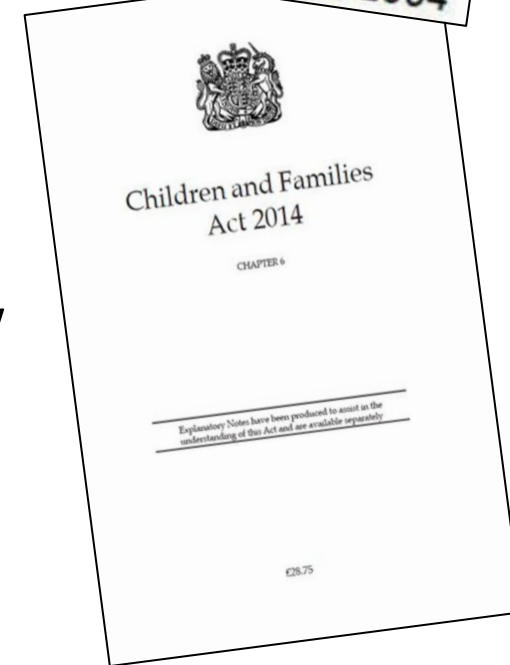 Children and Families
Act 2014
CHAPTER 6
Explanatory Notes have been produced to assist in the
understanding of this Act and are available separately
£28.75